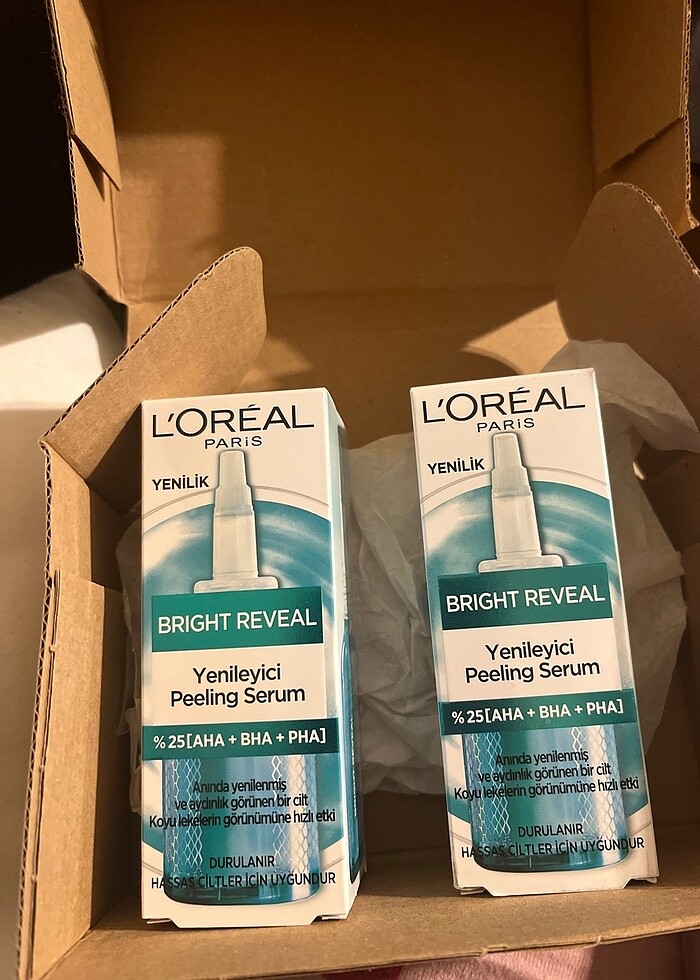 L'ORÉAL
PARiS
YENİLİK
BRIGHT REVEAL
Yenileyici
Peeling Serum
%25[AHA + BHA + PHA]
Anında yenilenmiş
ve aydınlık görünen bir cilt
Koyu lekelerin görünümüne hızlı etki
DURULANIR
HASSAS CİLTLER İÇİN UYGUNDUR
L'ORÉAL
PARiS
YENİLİK
BRIGHT REVEAL
Yenileyici
Peeling Serum
%25[AHA + BHA + PHA]
Anında yenilenmiş
ve aydınlık görünen bir cilt
Koyu lekelerin görünümüne hızlı etki
DURULANIR
HASSAS CİLTLER İÇİN UYGUNDUR